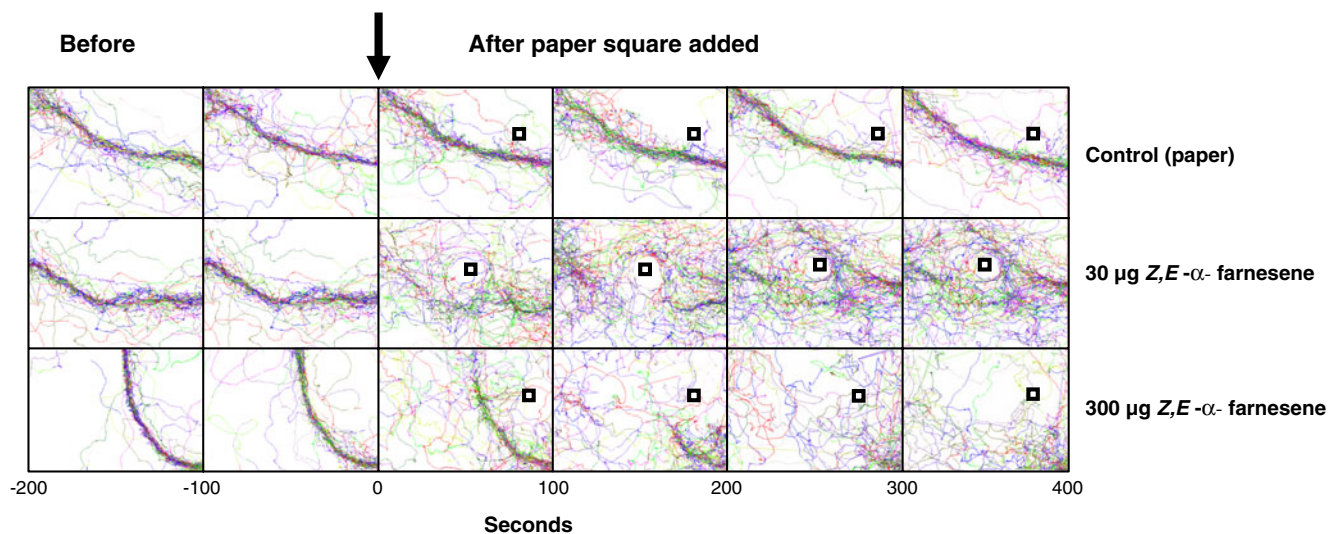 Before
After paper square added
Control (paper)
30 µg Z,E -α- farnesene
300 µg Z,E -α- farnesene
-200 -100 0 100 200 300 400
Seconds